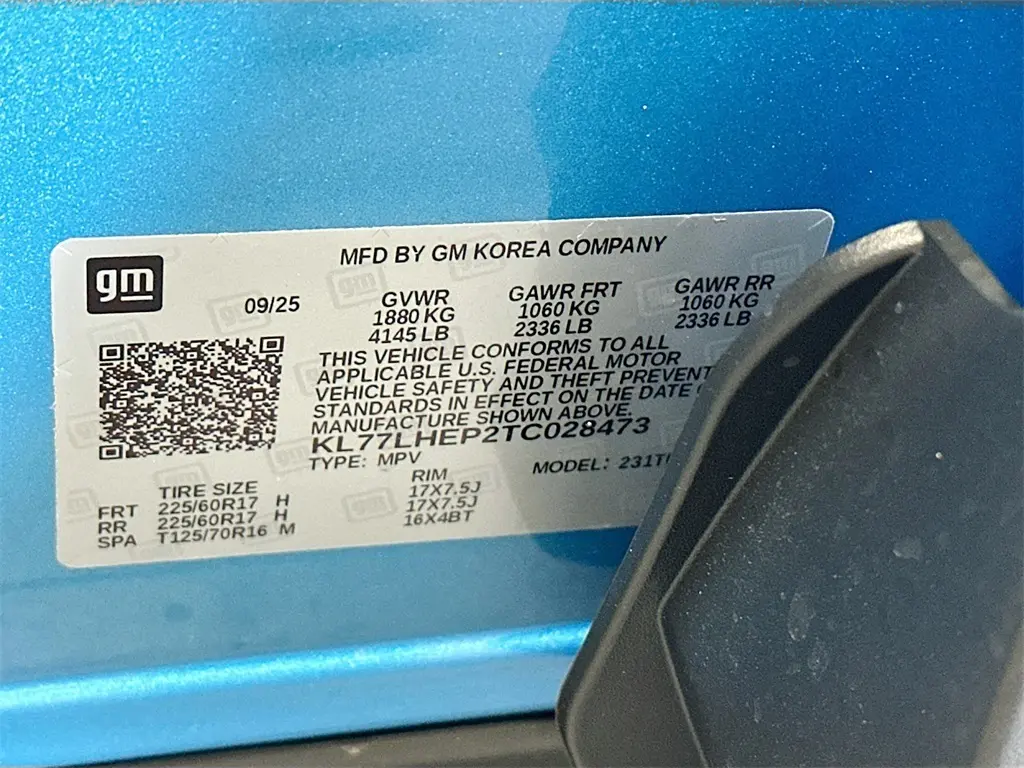 MFD BY GM KOREA COMPANY
gm
09/25
GVWR GAWR FRT GAWR RR
1880 KG 1060 KG 1060 KG
4145 LB 2336 LB 2336 LB
THIS VEHICLE CONFORMS TO ALL
APPLICABLE U.S. FEDERAL MOTOR
VEHICLE SAFETY AND THEFT PREVENT
STANDARDS IN EFFECT ON THE DATE
MANUFACTURE SHOWN ABOVE.
KL77LHEP2TC028473
TYPE: MPV MODEL: 231T
TIRE SIZE RIM
FRT 225/60R17 H 17X7.5J
RR 225/60R17 H 17X7.5J
SPA T125/70R16 M 16X4BT